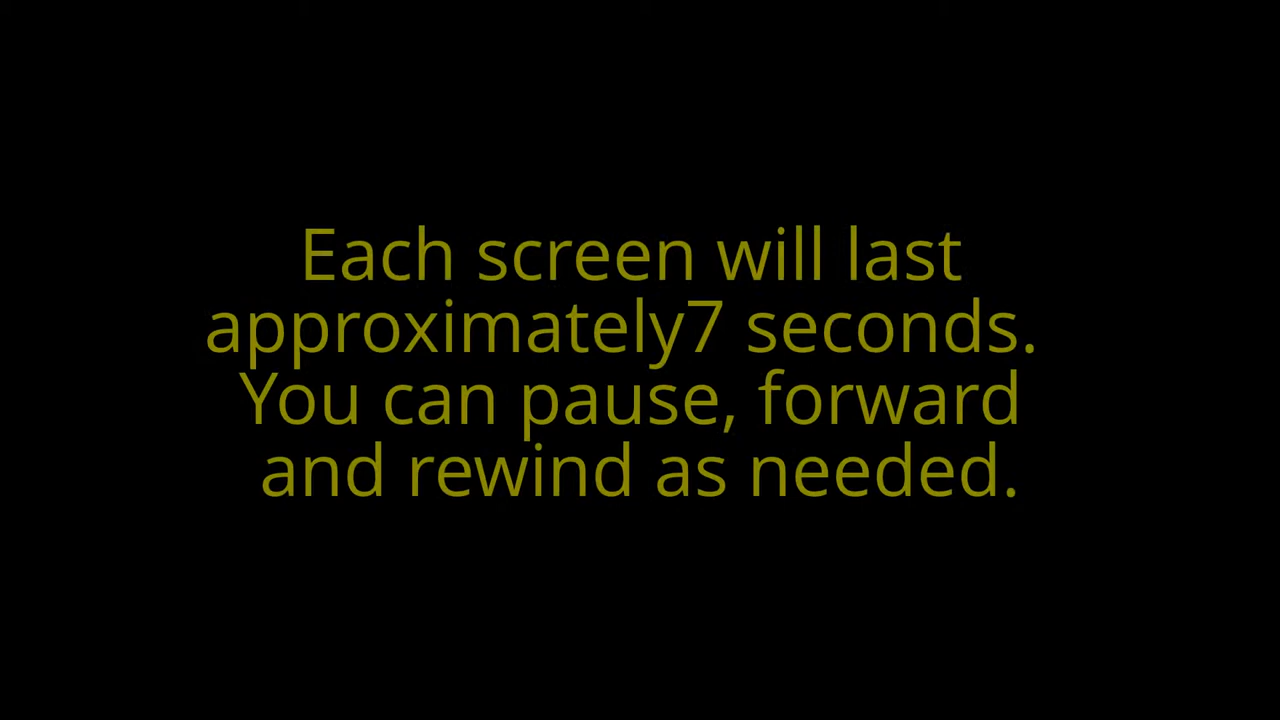 Each screen will last
approximately7 seconds.
You can pause, forward
and rewind as needed.